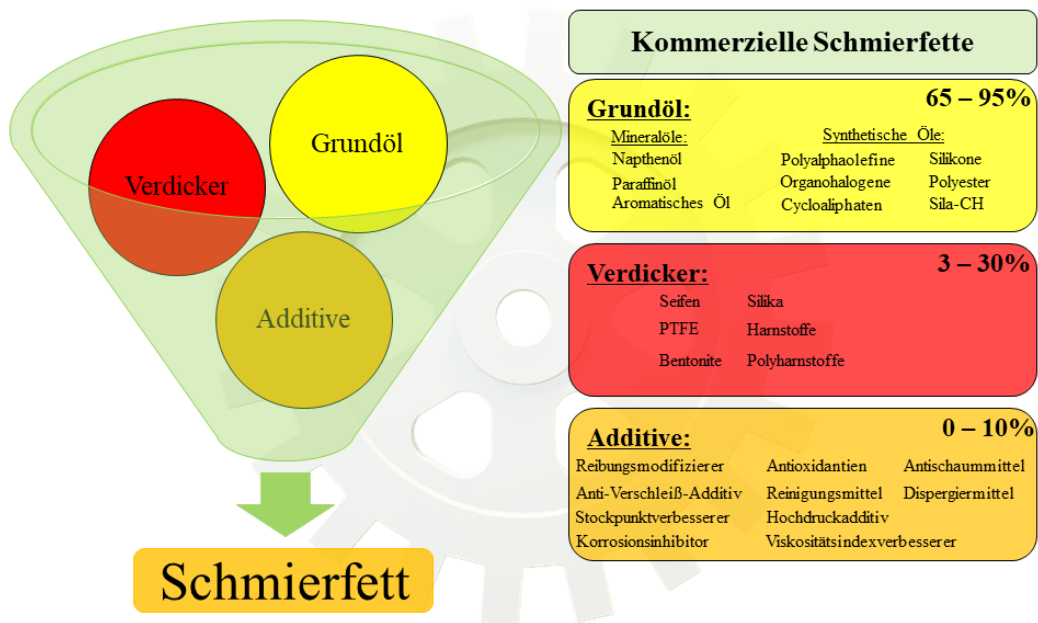 Verdicker
Grundöl
Additive
Schmierfett
Kommerzielle Schmierfette
Grundöl: 65 – 95%
Mineralöle: Synthetische Öle:
Napthenöl Polyalphaolefine Silikone
Paraffinöl Organohalogene Polyester
Aromatisches Öl Cycloaliphaten Sila-CH
Verdicker: 3 – 30%
Seifen Silika
PTFE Harnstoffe
Bentonite Polyharnstoffe
Additive: 0 – 10%
Reibungsmodifizierer Antioxidantien Antischaummittel
Anti-Verschleiß-Additiv Reinigungsmittel Dispergiermittel
Stockpunktverbesserer Hochdruckadditiv
Korrosionsinhibitor Viskositätsindexverbesserer